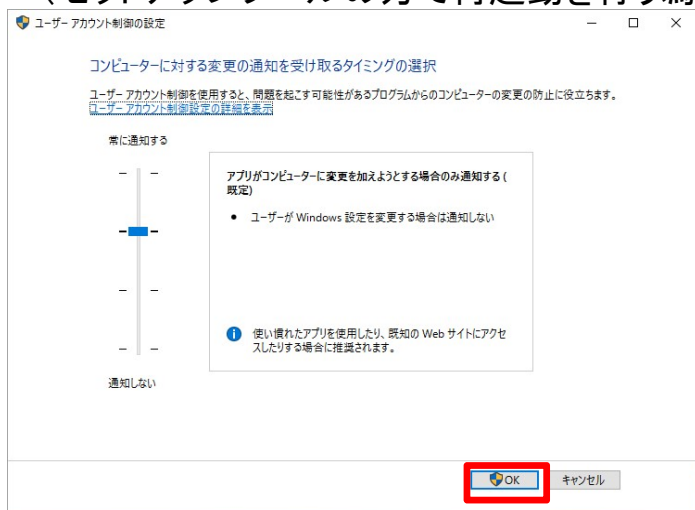 ユーザー アカウント制御の設定
コンピューターに対する変更の通知を受け取るタイミングの選択
ユーザー アカウント制御を使用すると、問題を起こす可能性があるプログラムからのコンピューターの変更の防止に役立ちます。
ユーザー アカウント制御設定の詳細を表示
常に通知する
アプリがコンピューターに変更を加えようとする場合のみ通知する (
既定)
● ユーザーが Windows 設定を変更する場合は通知しない
使い慣れたアプリを使用したり、既知の Web サイトにアクセ
スしたりする場合に推奨されます。
通知しない
OK キャンセル